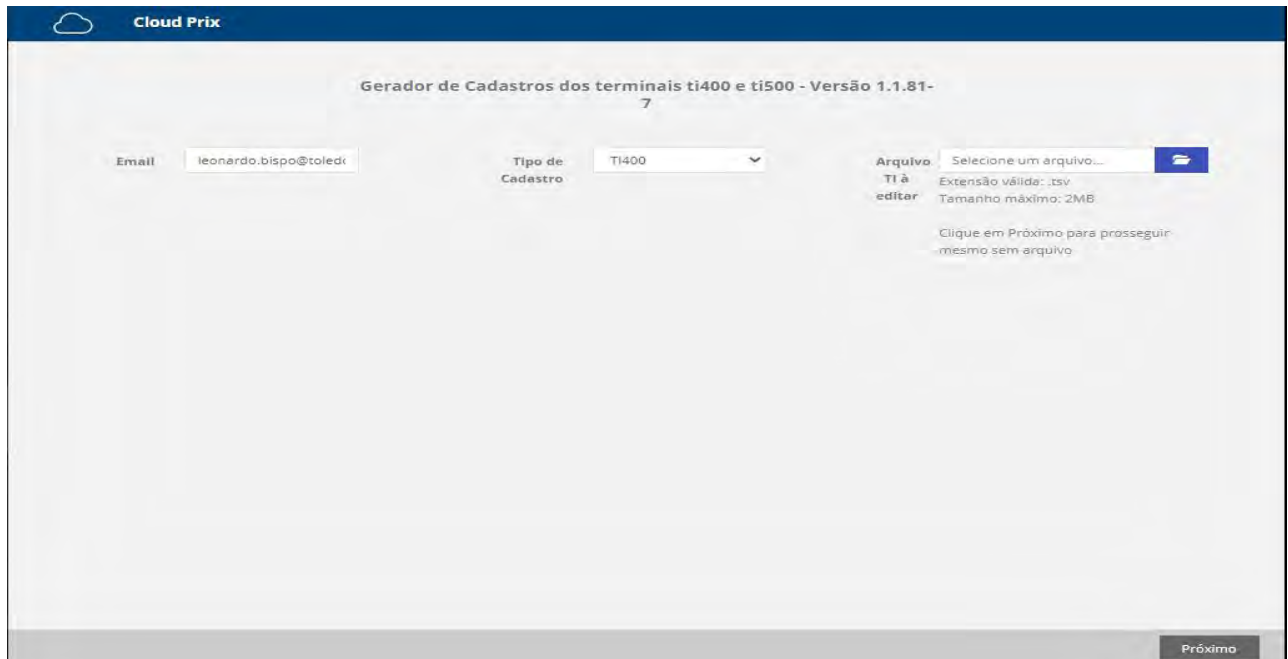 Cloud Prix
Gerador de Cadastros dos terminais ti400 e ti500 - Versão 1.1.81-
7
Email
leonardo.bispo@toled
Tipo de
Cadastro
TI400
Arquivo
TI à
editar
Selecione um arquivo...
Extensão válida: .tsv
Tamanho máximo: 2MB
Clique em Próximo para prosseguir
mesmo sem arquivo
Próximo